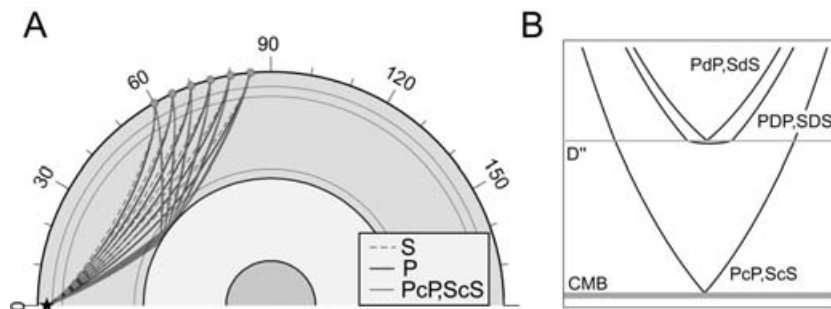 A
B
90
60
120
30
150
0
S
P
PcP,ScS
PdP,SdS
PDP,SDS
D"
CMB
PcP,ScS